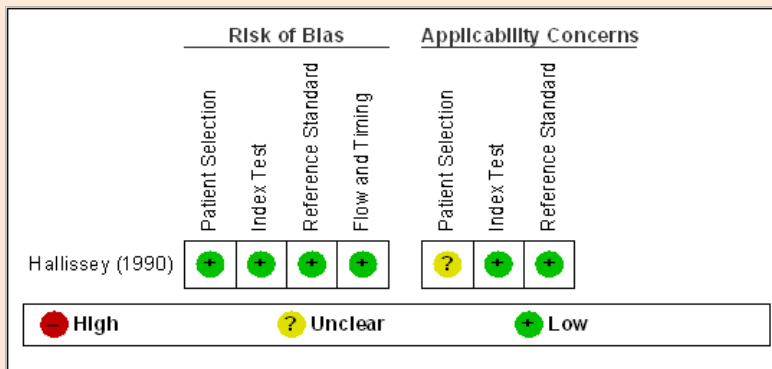 Risk of Bias Applicability Concerns
Patient Selection
Index Test
Reference Standard
Flow and Timing
Patient Selection
Index Test
Reference Standard
Hallissey (1990) + + + + ? + +
− High ? Unclear + Low